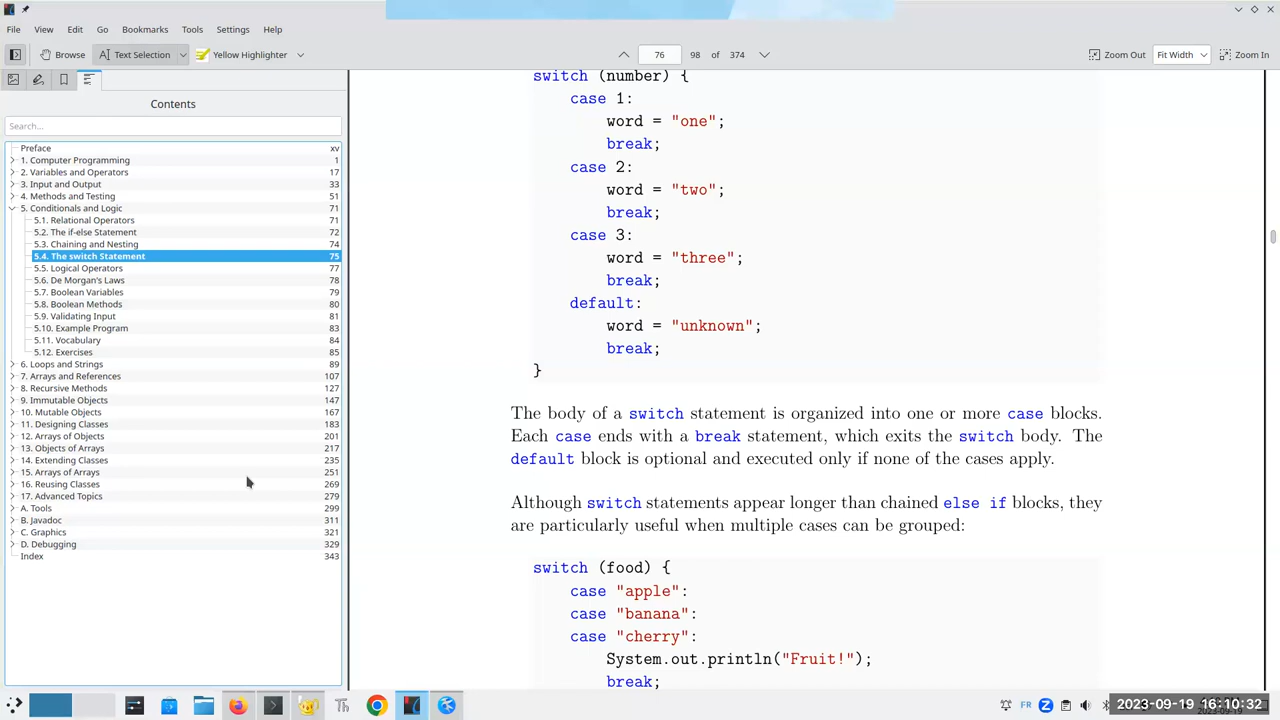 File View Edit Go Bookmarks Tools Settings Help
Browse Text Selection Yellow Highlighter 76 98 of 374 Zoom Out Fit Width Zoom In
Contents
Search...
Preface xv
1. Computer Programming 1
2. Variables and Operators 17
3. Input and Output 33
4. Methods and Testing 51
5. Conditionals and Logic 71
5.1. Relational Operators 71
5.2. The if-else Statement 72
5.3. Chaining and Nesting 74
5.4. The switch Statement 75
5.5. Logical Operators 77
5.6. De Morgan's Laws 78
5.7. Boolean Variables 79
5.8. Boolean Methods 80
5.9. Validating Input 81
5.10. Example Program 83
5.11. Vocabulary 84
5.12. Exercises 85
6. Loops and Strings 89
7. Arrays and References 107
8. Recursive Methods 127
9. Immutable Objects 147
10. Mutable Objects 167
11. Designing Classes 183
12. Arrays of Objects 201
13. Objects of Arrays 217
14. Extending Classes 235
15. Arrays of Arrays 251
16. Reusing Classes 269
17. Advanced Topics 279
A. Tools 299
B. Javadoc 311
C. Graphics 321
D. Debugging 329
Index 343
switch (number) {
case 1:
word = "one";
break;
case 2:
word = "two";
break;
case 3:
word = "three";
break;
default:
word = "unknown";
break;
}
The body of a switch statement is organized into one or more case blocks.
Each case ends with a break statement, which exits the switch body. The
default block is optional and executed only if none of the cases apply.
Although switch statements appear longer than chained else if blocks, they
are particularly useful when multiple cases can be grouped:
switch (food) {
case "apple":
case "banana":
case "cherry":
System.out.println("Fruit!");
break;
FR
2023-09-19 16:10:32